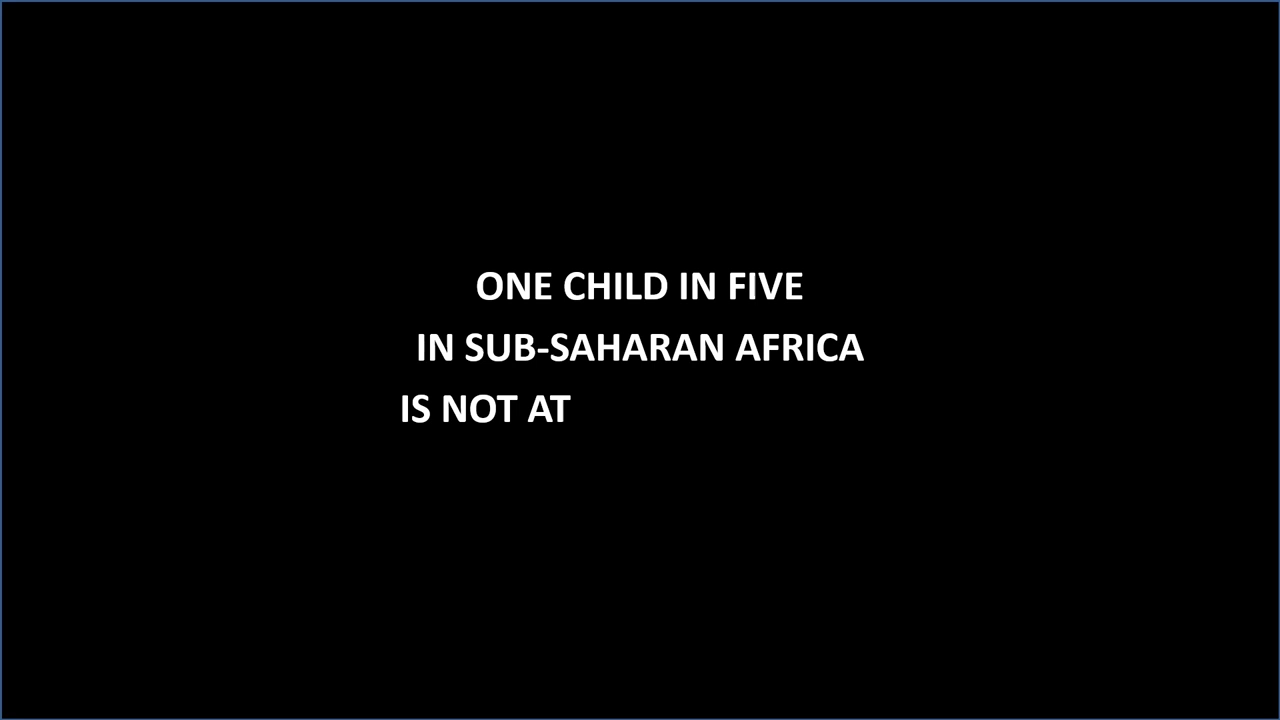 ONE CHILD IN FIVE
IN SUB-SAHARAN AFRICA
IS NOT AT